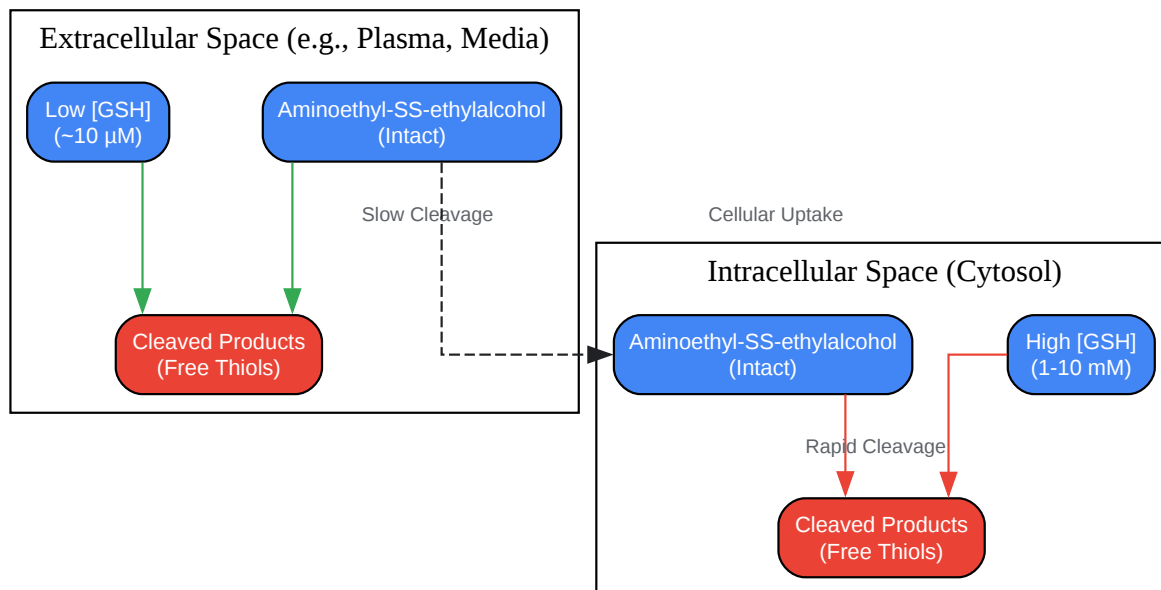 Extracellular Space (e.g., Plasma, Media)
Low [GSH]
(~10 µM)
Aminoethyl-SS-ethylalcohol
(Intact)
Slow Cleavage
Cellular Uptake
Cleaved Products
(Free Thiols)
Intracellular Space (Cytosol)
Aminoethyl-SS-ethylalcohol
(Intact)
High [GSH]
(1-10 mM)
Rapid Cleavage
Cleaved Products
(Free Thiols)